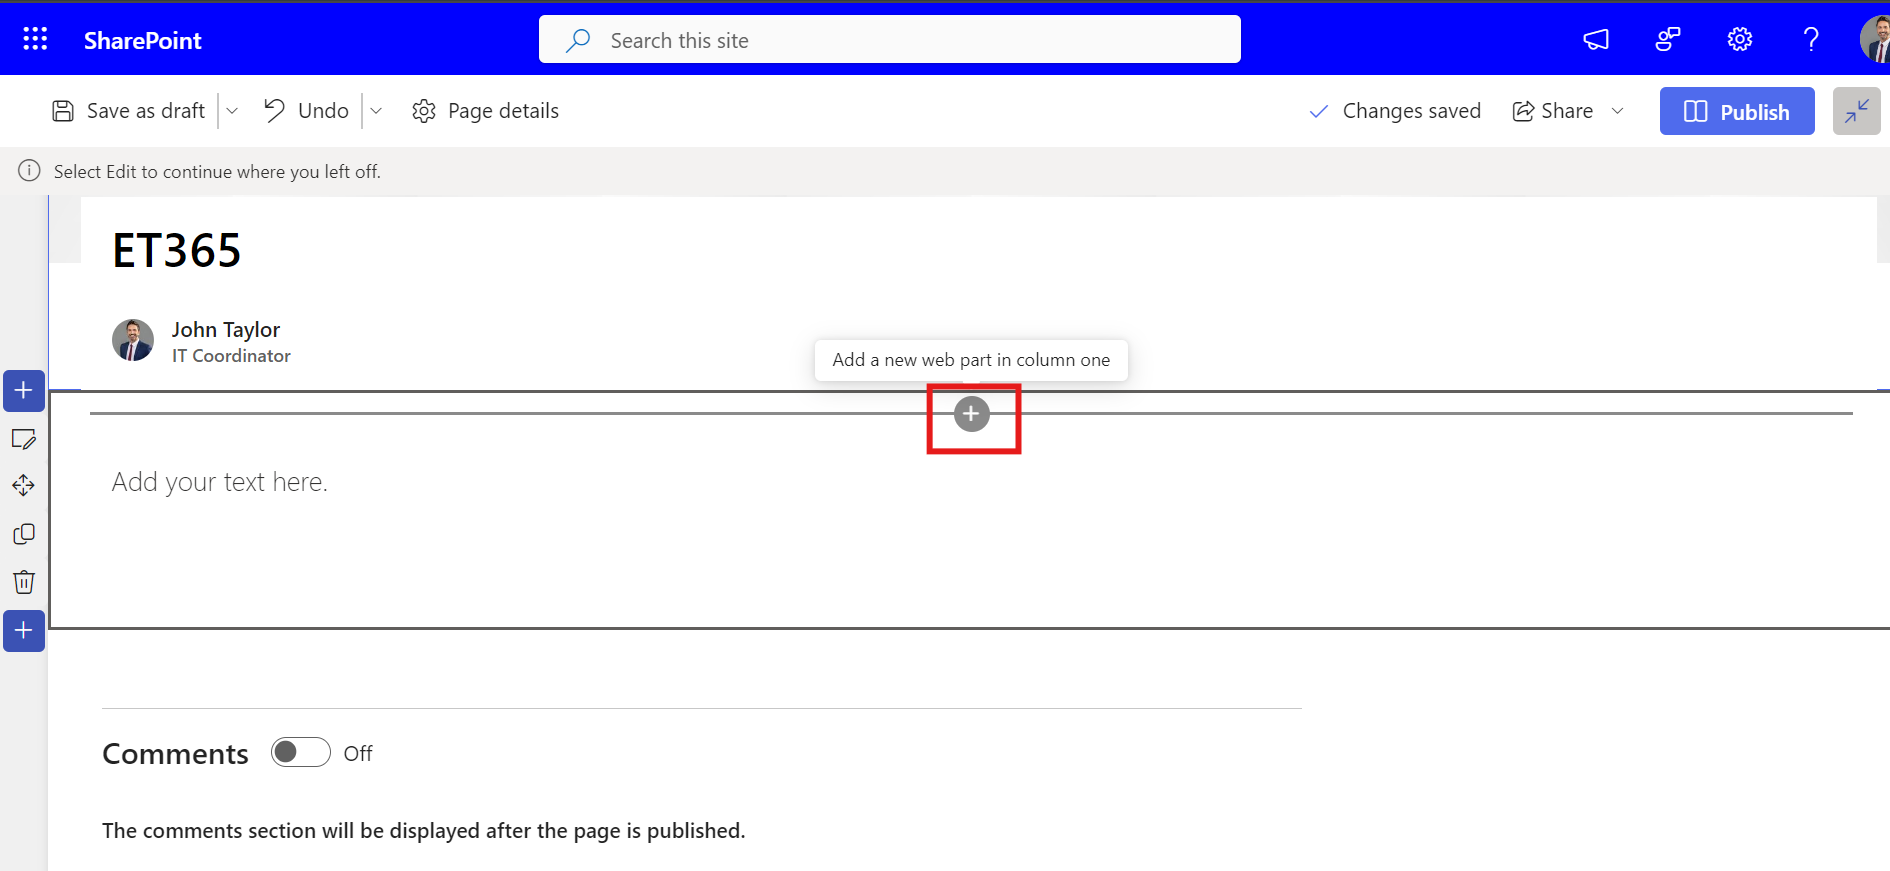 SharePoint
Search this site
Save as draft
Undo
Page details
Changes saved
Share
Publish
Select Edit to continue where you left off.
ET365
John Taylor
IT Coordinator
Add a new web part in column one
Add your text here.
Comments
Off
The comments section will be displayed after the page is published.